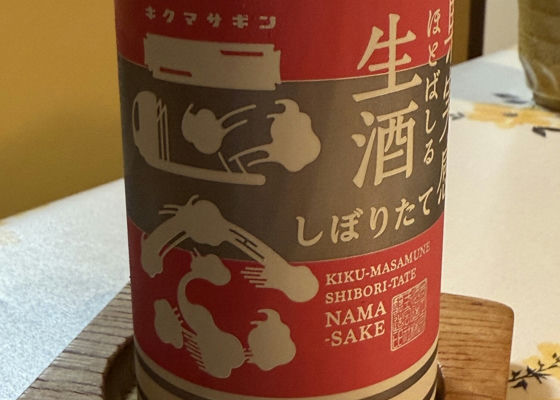 キクマサギン
ほとばしる
生酒
しぼりたて
KIKU-MASAMUNE
SHIBORI-TATE
NAMA
-SAKE